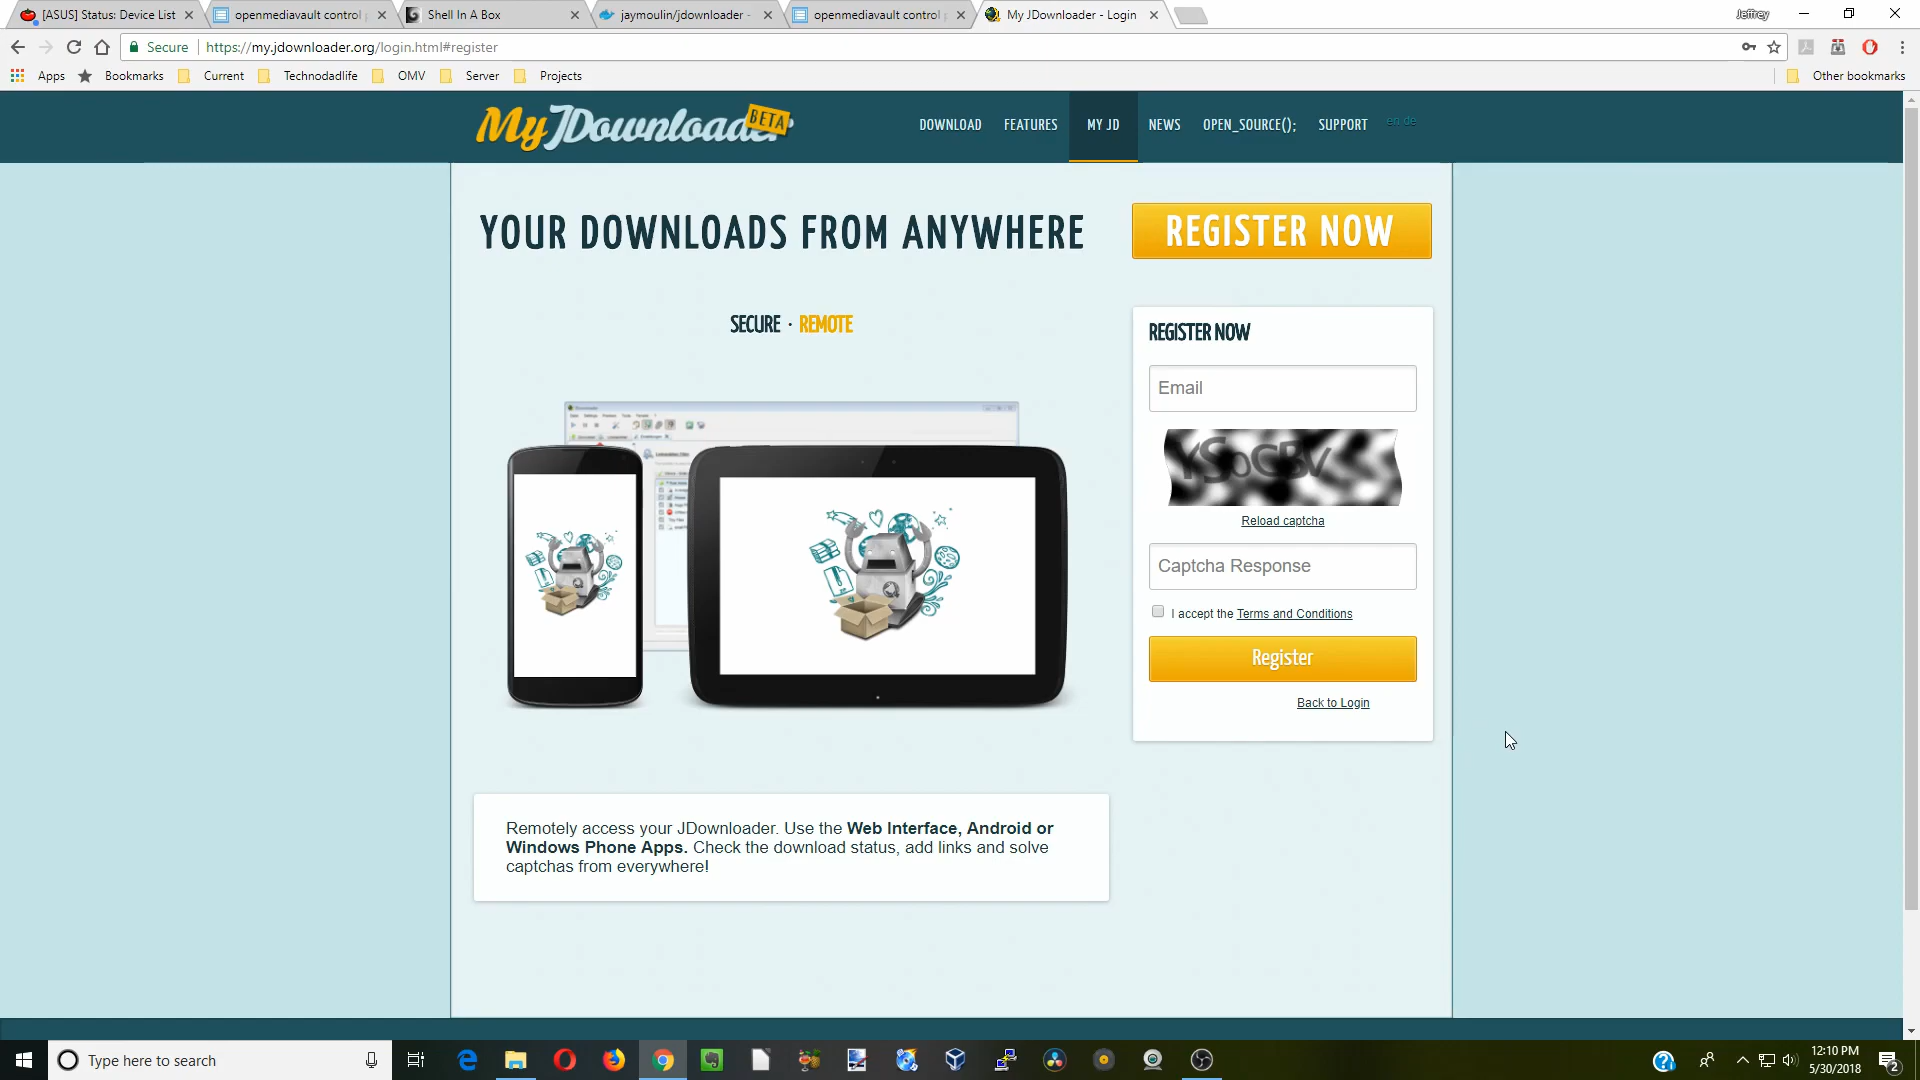 [ASUS] Status: Device List
openmediavault control p
Shell In A Box
jaymoulin/jdownloader -
openmediavault control p
My JDownloader - Login
Jeffrey
Secure
https://my.jdownloader.org/login.html#register
Apps
Bookmarks
Current
Technodadlife
OMV
Server
Projects
Other bookmarks
My JDownloader BETA
DOWNLOAD
FEATURES
MY JD
NEWS
OPEN_SOURCE();
SUPPORT
en de
YOUR DOWNLOADS FROM ANYWHERE
REGISTER NOW
SECURE · REMOTE
REGISTER NOW
Email
Reload captcha
Captcha Response
I accept the Terms and Conditions
Register
Back to Login
Remotely access your JDownloader. Use the Web Interface, Android or
Windows Phone Apps. Check the download status, add links and solve
captchas from everywhere!
Type here to search
12:10 PM
5/30/2018
2